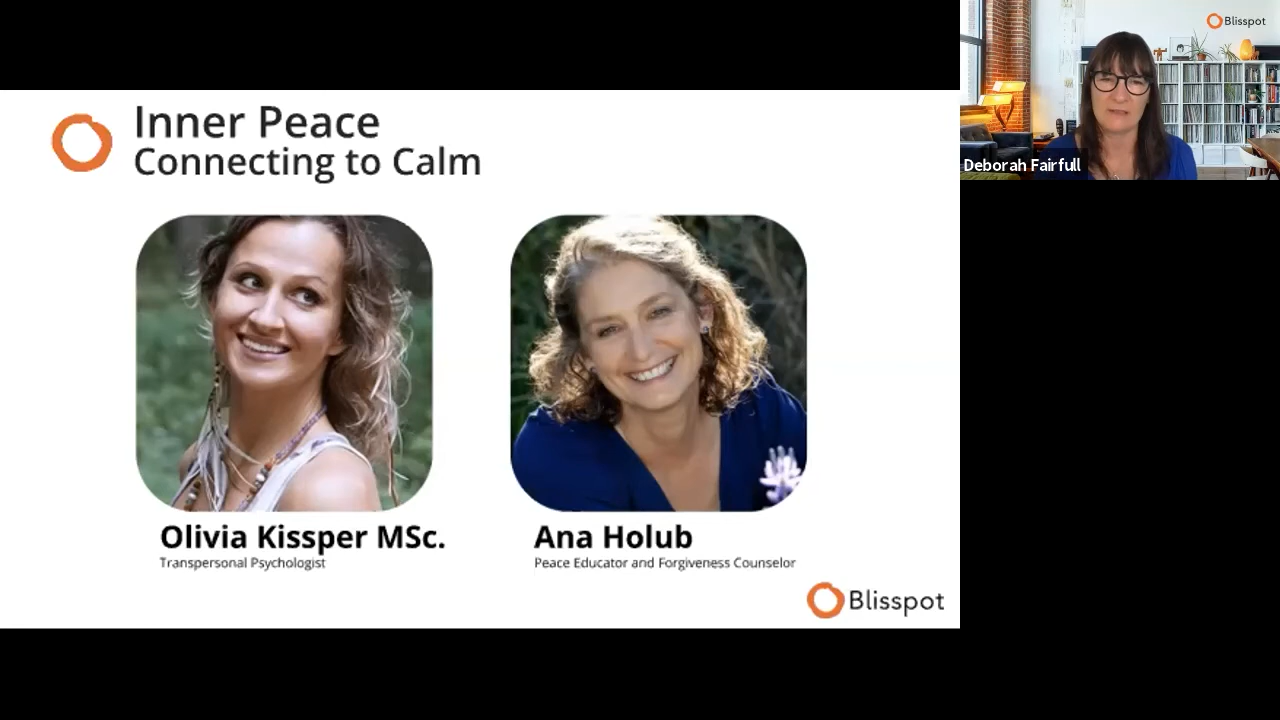 Inner Peace
Connecting to Calm
Olivia Kissper MSc.
Transpersonal Psychologist
Ana Holub
Peace Educator and Forgiveness Counselor
Blisspot
Blisspot
Deborah Fairfull